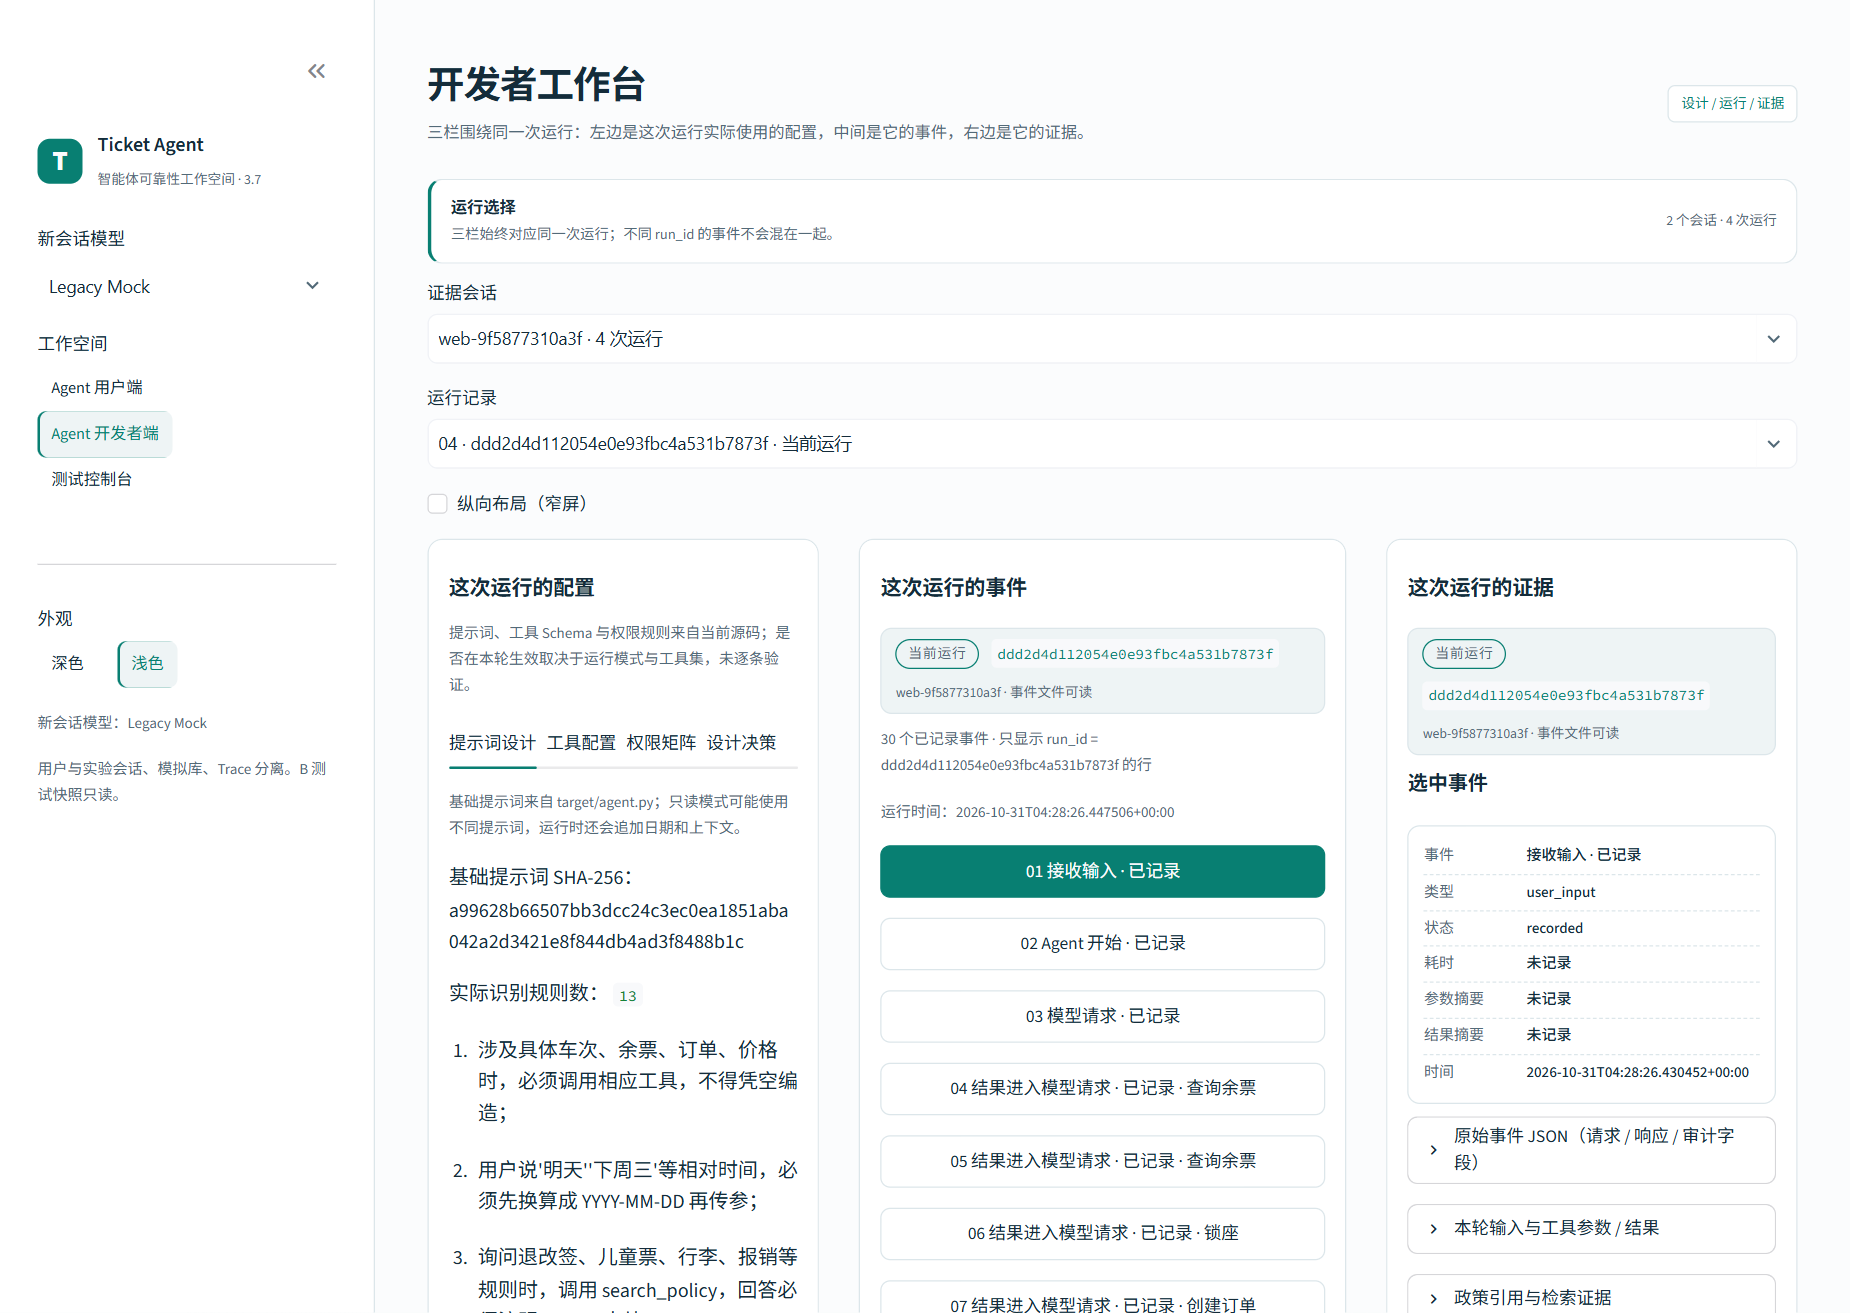 T
Ticket Agent
智能体可靠性工作空间 · 3.7
新会话模型
Legacy Mock
工作空间
Agent 用户端
Agent 开发者端
测试控制台
外观
深色
浅色
新会话模型：Legacy Mock
用户与实验会话、模拟库、Trace 分离。B 测
试快照只读。
开发者工作台
三栏围绕同一次运行：左边是这次运行实际使用的配置，中间是它的事件，右边是它的证据。
设计 / 运行 / 证据
运行选择
三栏始终对应同一次运行；不同 run_id 的事件不会混在一起。
2 个会话 · 4 次运行
证据会话
web-9f5877310a3f · 4 次运行
运行记录
04 · ddd2d4d112054e0e93fbc4a531b7873f · 当前运行
纵向布局（窄屏）
这次运行的配置
提示词、工具 Schema 与权限规则来自当前源码；是
否在本轮生效取决于运行模式与工具集，未逐条验
证。
提示词设计 工具配置 权限矩阵 设计决策
基础提示词来自 target/agent.py；只读模式可能使用
不同提示词，运行时还会追加日期和上下文。
基础提示词 SHA-256：
a99628b66507bb3dcc24c3ec0ea1851aba
042a2d3421e8f844db4ad3f8488b1c
实际识别规则数： 13
1. 涉及具体车次、余票、订单、价格
时，必须调用相应工具，不得凭空编
造；
2. 用户说'明天''下周三'等相对时间，必
须先换算成 YYYY-MM-DD 再传参；
3. 询问退改签、儿童票、行李、报销等
规则时，调用 search_policy，回答必
这次运行的事件
当前运行 ddd2d4d112054e0e93fbc4a531b7873f
web-9f5877310a3f · 事件文件可读
30 个已记录事件 · 只显示 run_id =
ddd2d4d112054e0e93fbc4a531b7873f 的行
运行时间：2026-10-31T04:28:26.447506+00:00
01 接收输入 · 已记录
02 Agent 开始 · 已记录
03 模型请求 · 已记录
04 结果进入模型请求 · 已记录 · 查询余票
05 结果进入模型请求 · 已记录 · 查询余票
06 结果进入模型请求 · 已记录 · 锁座
07 结果进入模型请求 · 已记录 · 创建订单
这次运行的证据
当前运行
ddd2d4d112054e0e93fbc4a531b7873f
web-9f5877310a3f · 事件文件可读
选中事件
事件 接收输入 · 已记录
类型 user_input
状态 recorded
耗时 未记录
参数摘要 未记录
结果摘要 未记录
时间 2026-10-31T04:28:26.430452+00:00
原始事件 JSON（请求 / 响应 / 审计字
段）
本轮输入与工具参数 / 结果
政策引用与检索证据